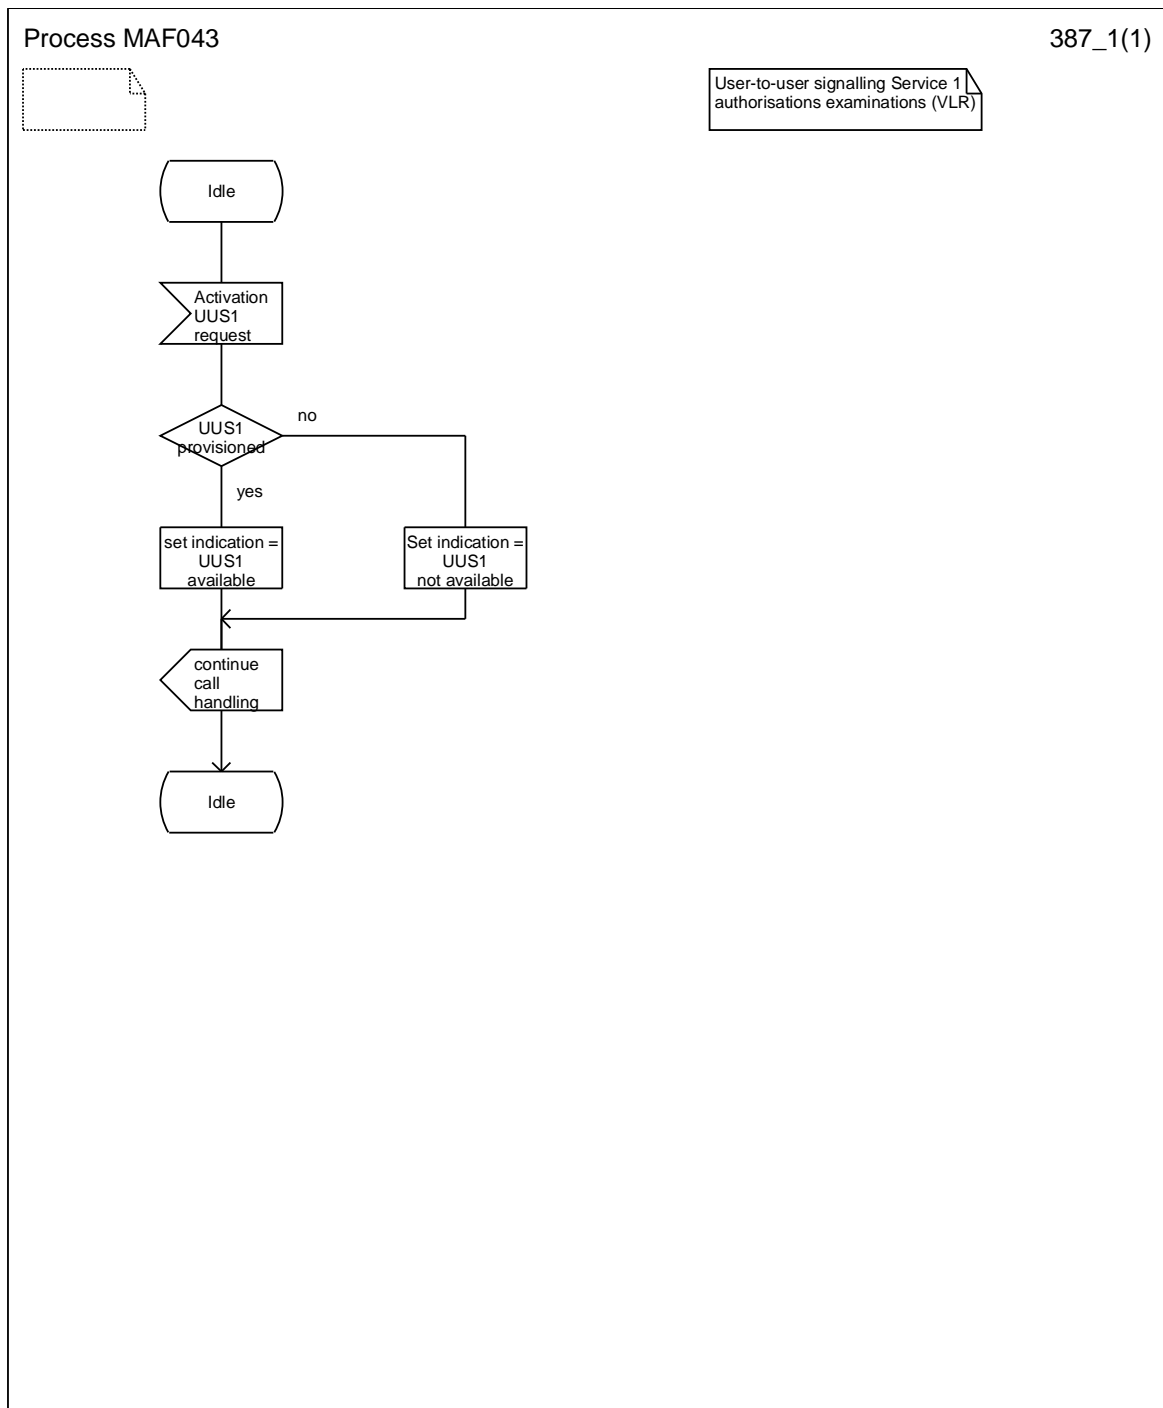 Process MAF043
387_1(1)
User-to-user signalling Service 1
authorisations examinations (VLR)
Idle
Activation
UUS1
request
UUS1
provisioned
no
yes
set indication =
UUS1
available
Set indication =
UUS1
not available
continue
call
handling
Idle